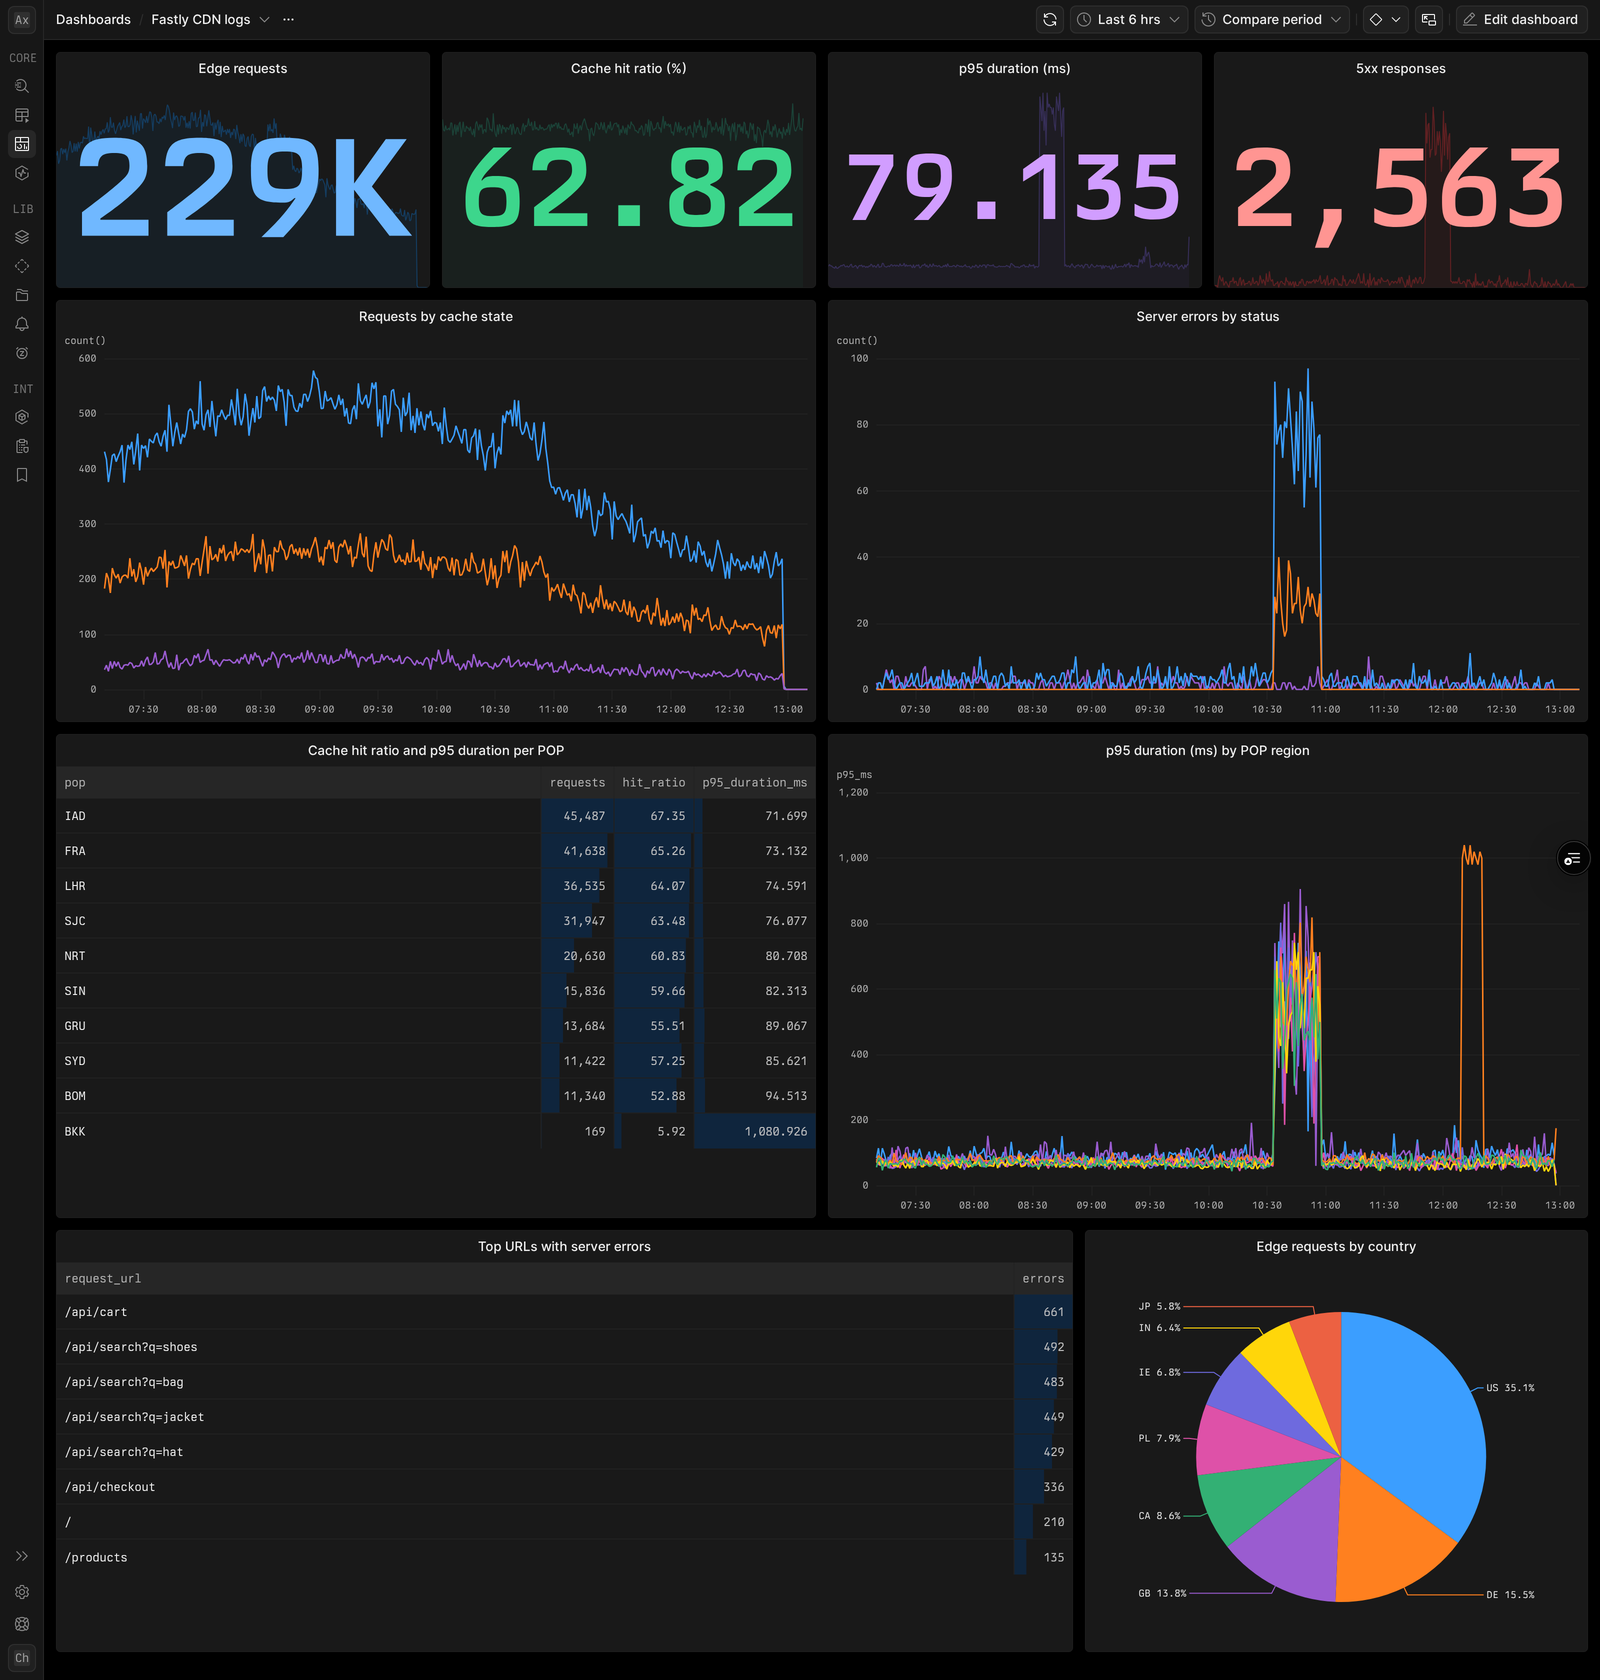 Ax
Dashboards / Fastly CDN logs
Last 6 hrs
Compare period
Edit dashboard
CORE
LIB
INT
Ch
Edge requests
229K
Cache hit ratio (%)
62.82
p95 duration (ms)
79.135
5xx responses
2,563
Requests by cache state
count()
600
500
400
300
200
100
0
07:30 08:00 08:30 09:00 09:30 10:00 10:30 11:00 11:30 12:00 12:30 13:00
Server errors by status
count()
100
80
60
40
20
0
07:30 08:00 08:30 09:00 09:30 10:00 10:30 11:00 11:30 12:00 12:30 13:00
Cache hit ratio and p95 duration per POP
pop requests hit_ratio p95_duration_ms
IAD 45,487 67.35 71.699
FRA 41,638 65.26 73.132
LHR 36,535 64.07 74.591
SJC 31,947 63.48 76.077
NRT 20,630 60.83 80.708
SIN 15,836 59.66 82.313
GRU 13,684 55.51 89.067
SYD 11,422 57.25 85.621
BOM 11,340 52.88 94.513
BKK 169 5.92 1,080.926
p95 duration (ms) by POP region
p95_ms
1,200
1,000
800
600
400
200
0
07:30 08:00 08:30 09:00 09:30 10:00 10:30 11:00 11:30 12:00 12:30 13:00
Top URLs with server errors
request_url errors
/api/cart 661
/api/search?q=shoes 492
/api/search?q=bag 483
/api/search?q=jacket 449
/api/search?q=hat 429
/api/checkout 336
/ 210
/products 135
Edge requests by country
JP 5.8%
IN 6.4%
IE 6.8%
US 35.1%
PL 7.9%
CA 8.6%
GB 13.8%
DE 15.5%